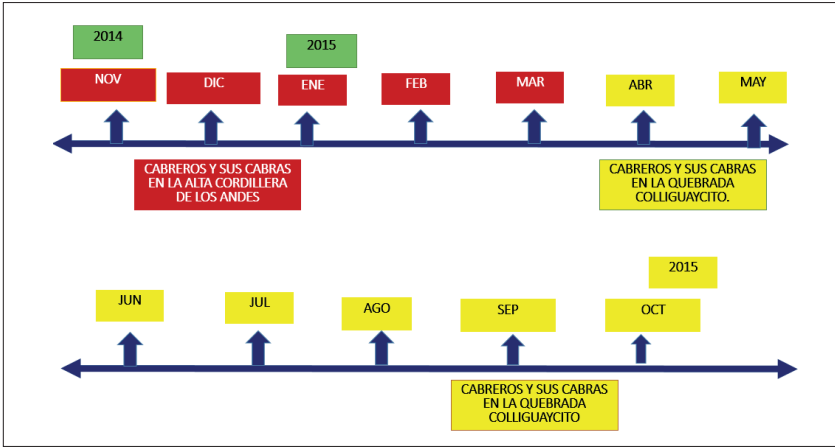 2014
2015
NOV
DIC
ENE
FEB
MAR
ABR
MAY
CABREROS Y SUS CABRAS
EN LA ALTA CORDILLERA
DE LOS ANDES
CABREROS Y SUS CABRAS
EN LA QUEBRADA
COLLIGUAYCITO.
2015
JUN
JUL
AGO
SEP
OCT
CABREROS Y SUS CABRAS
EN LA QUEBRADA
COLLIGUAYCITO